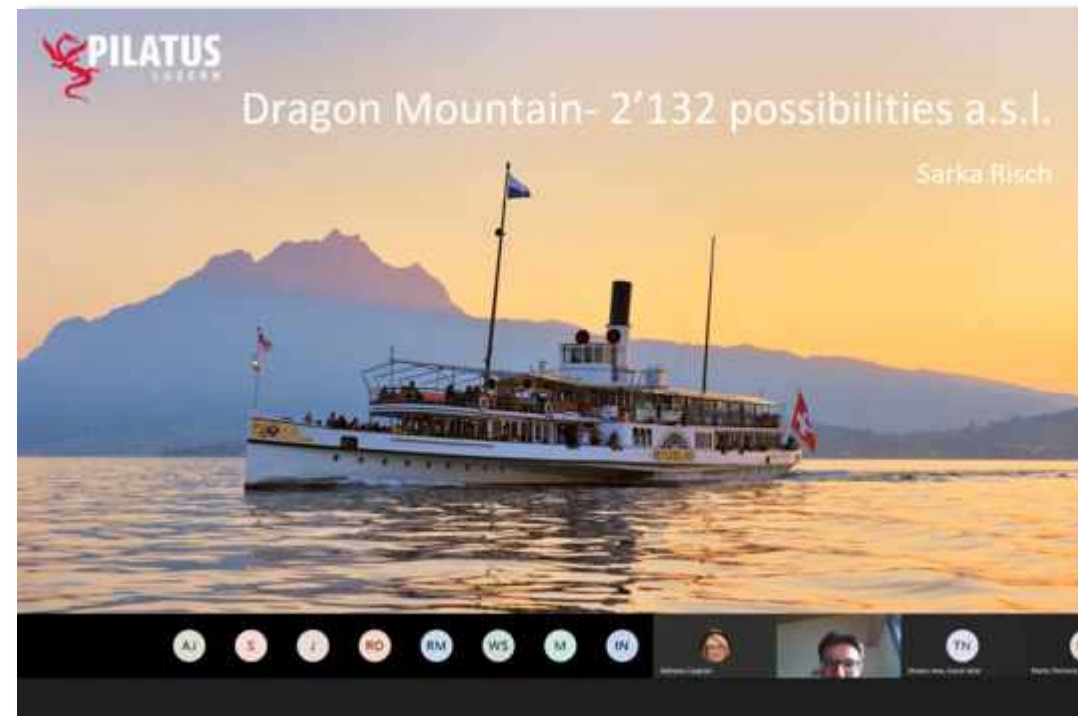 PILATUS
LUZERN
Dragon Mountain- 2'132 possibilities a.s.l.
Sarka Risch
AJ
S
J
RO
RM
WS
M
IN
TN